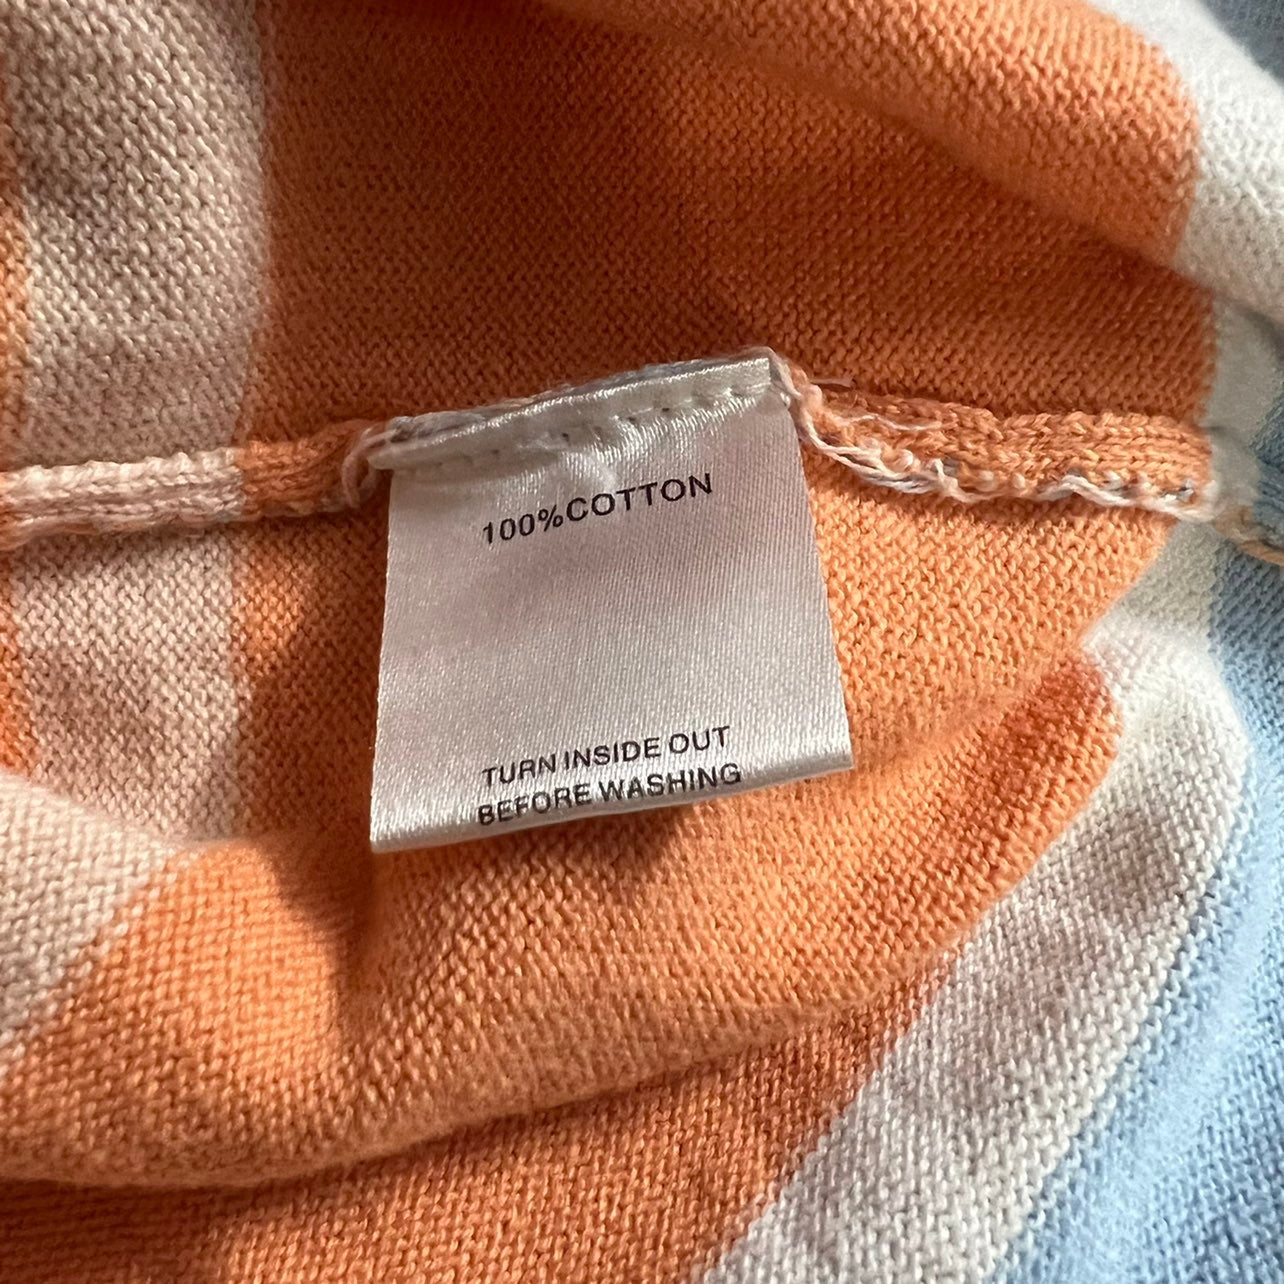 100%COTTON
TURN INSIDE OUT
BEFORE WASHING